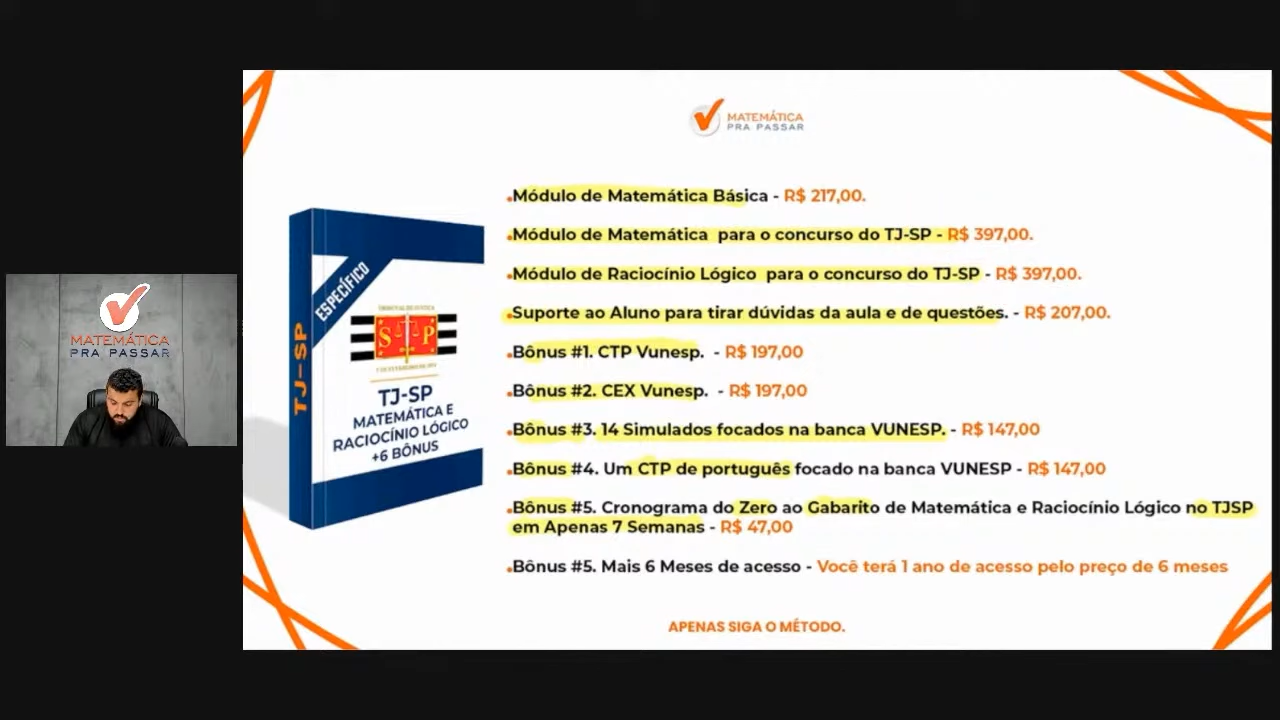 MATEMÁTICA
PRA PASSAR
MATEMÁTICA
PRA PASSAR
ESPECÍFICO
TJ-SP
TRIBUNAL DE JUSTIÇA
S P
TJ-SP
MATEMÁTICA E
RACIOCÍNIO LÓGICO
+6 BÔNUS
Módulo de Matemática Básica - R$ 217,00.
Módulo de Matemática para o concurso do TJ-SP - R$ 397,00.
Módulo de Raciocínio Lógico para o concurso do TJ-SP - R$ 397,00.
Suporte ao Aluno para tirar dúvidas da aula e de questões. - R$ 207,00.
Bônus #1. CTP Vunesp. - R$ 197,00
Bônus #2. CEX Vunesp. - R$ 197,00
Bônus #3. 14 Simulados focados na banca VUNESP. - R$ 147,00
Bônus #4. Um CTP de português focado na banca VUNESP - R$ 147,00
Bônus #5. Cronograma do Zero ao Gabarito de Matemática e Raciocínio Lógico no TJSP
em Apenas 7 Semanas - R$ 47,00
Bônus #5. Mais 6 Meses de acesso - Você terá 1 ano de acesso pelo preço de 6 meses
APENAS SIGA O MÉTODO.